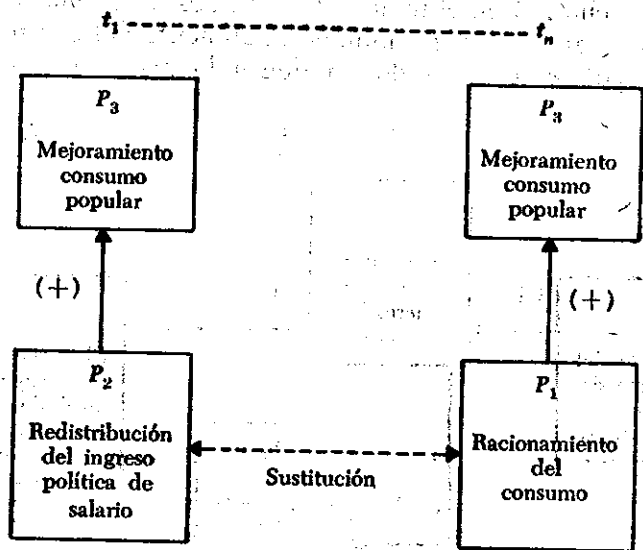 t₁ tₙ
P₃
Mejoramiento
consumo
popular
P₃
Mejoramiento
consumo
popular
(+)
(+)
P₂
Redistribución
del ingreso
política de
salario
Sustitución
P₁
Racionamiento
del
consumo